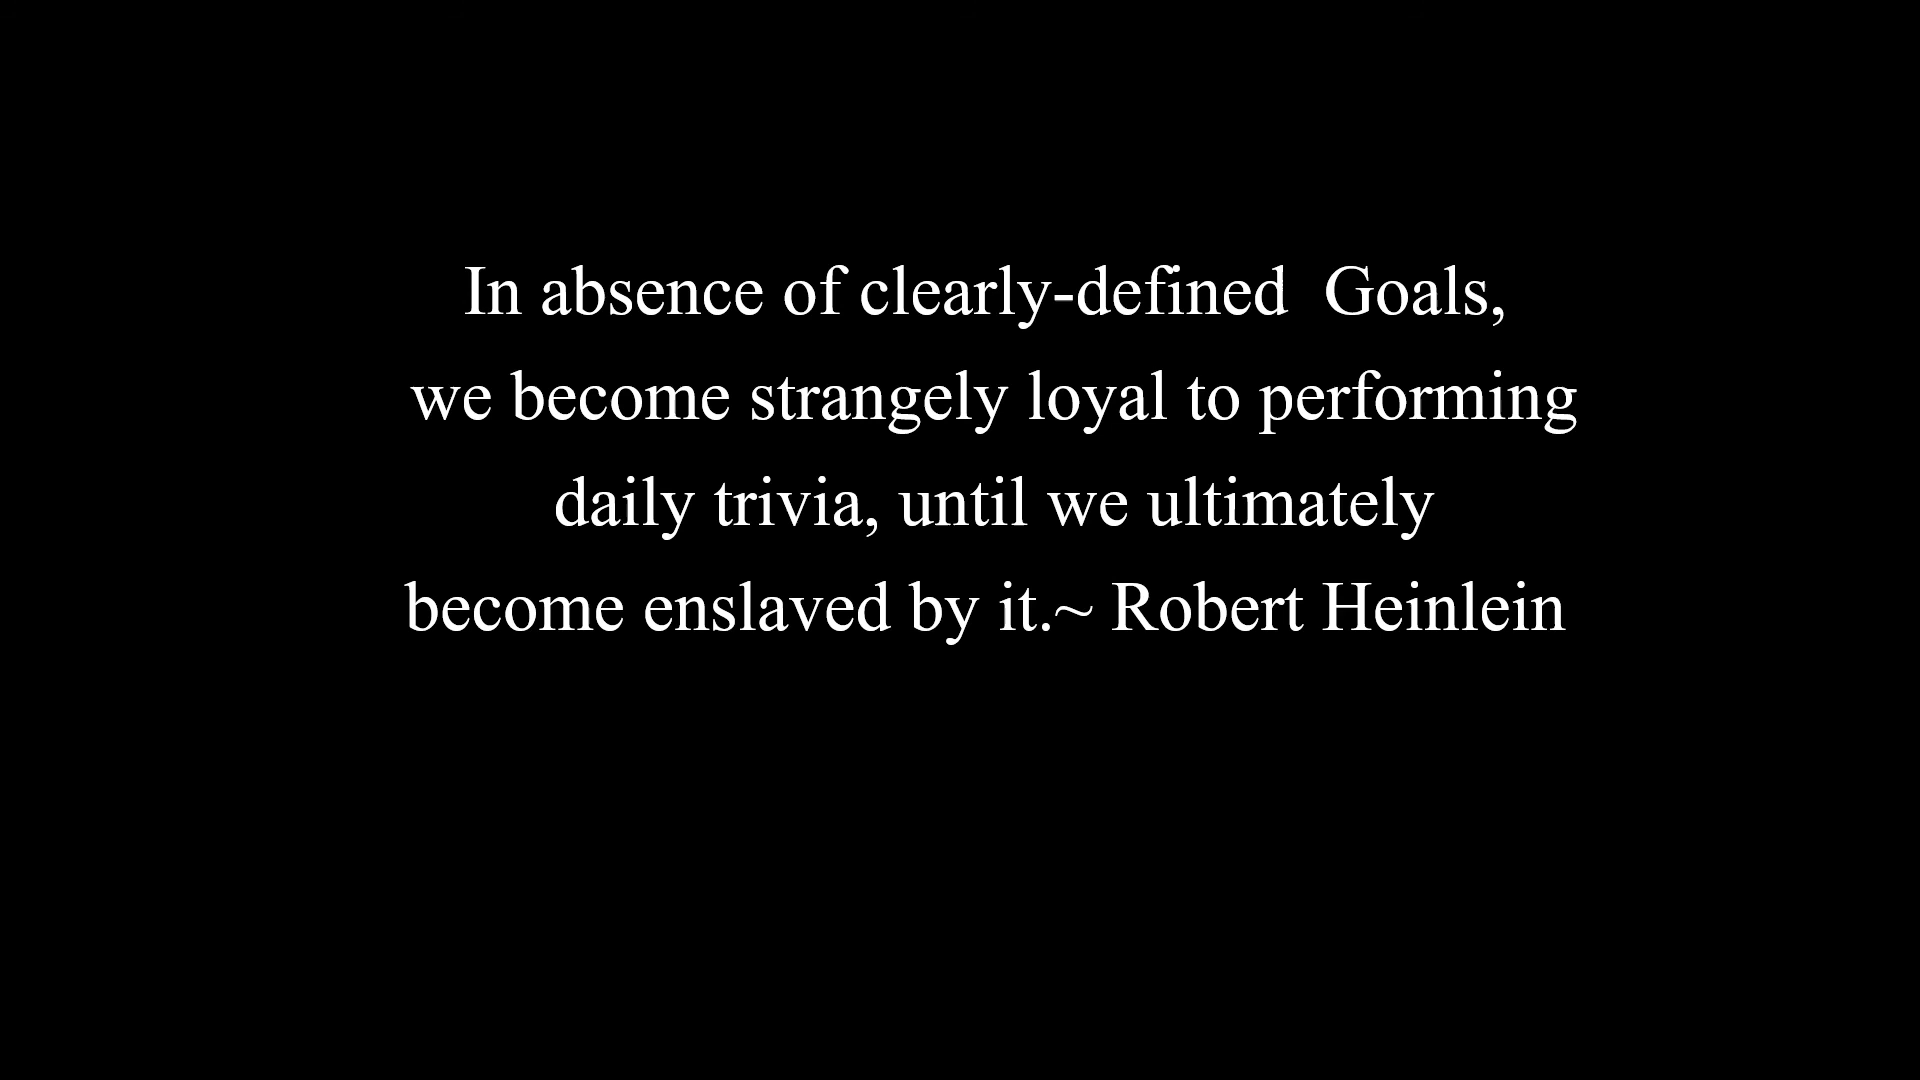 In absence of clearly-defined  Goals,
we become strangely loyal to performing
daily trivia, until we ultimately
become enslaved by it.~ Robert Heinlein